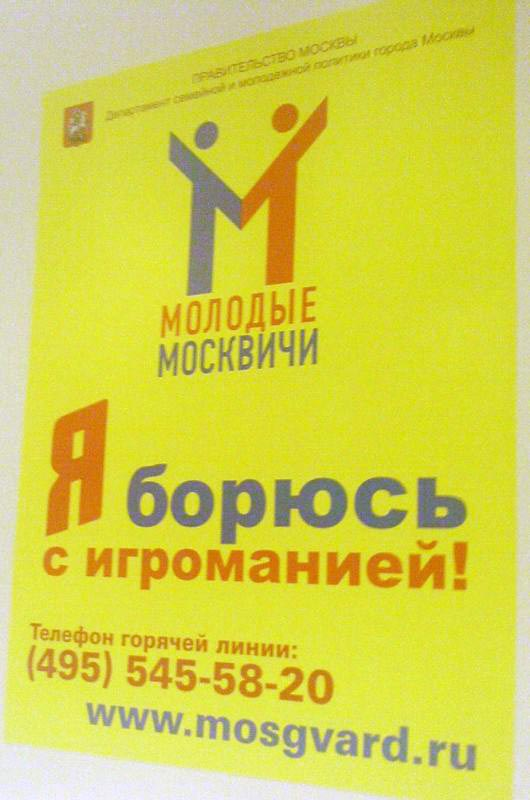 ПРАВИТЕЛЬСТВО МОСКВЫ
Департамент семейной и молодежной политики города Москвы
МОЛОДЫЕ
МОСКВИЧИ
Я борюсь
с игроманией!
Телефон горячей линии:
(495) 545-58-20
www.mosgvard.ru